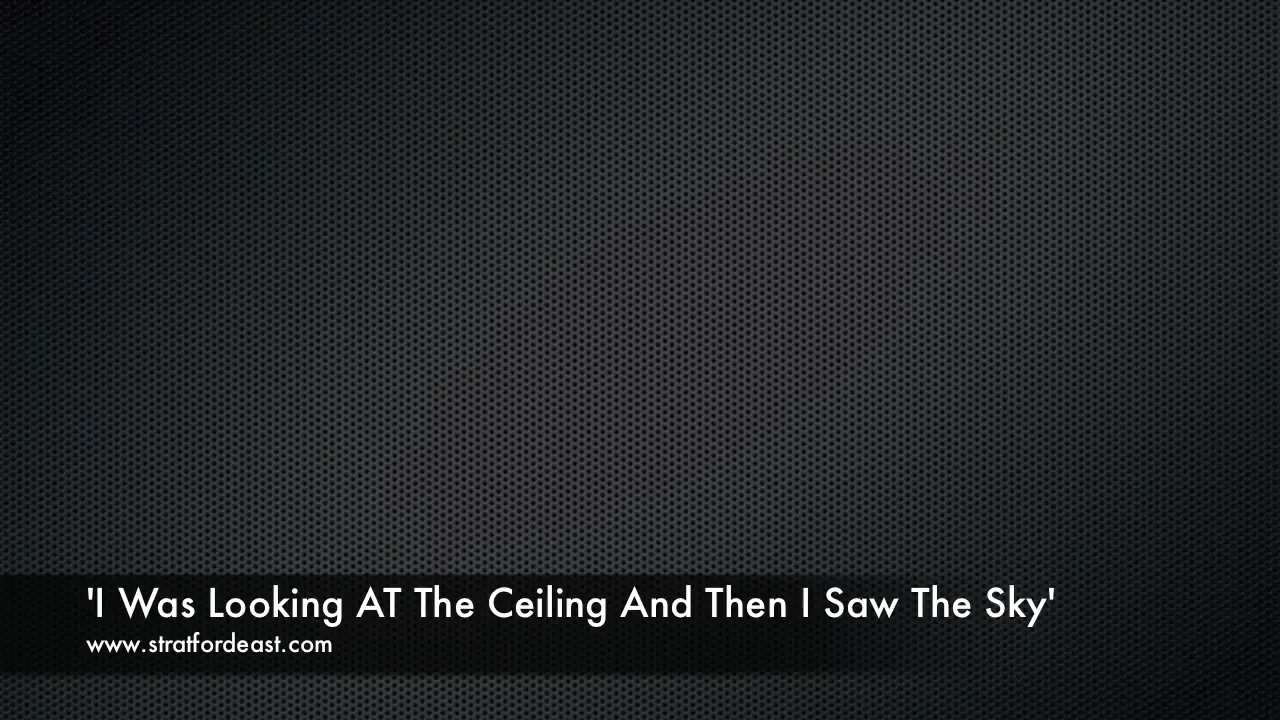 'I Was Looking AT The Ceiling And Then I Saw The Sky'
www.stratfordeast.com